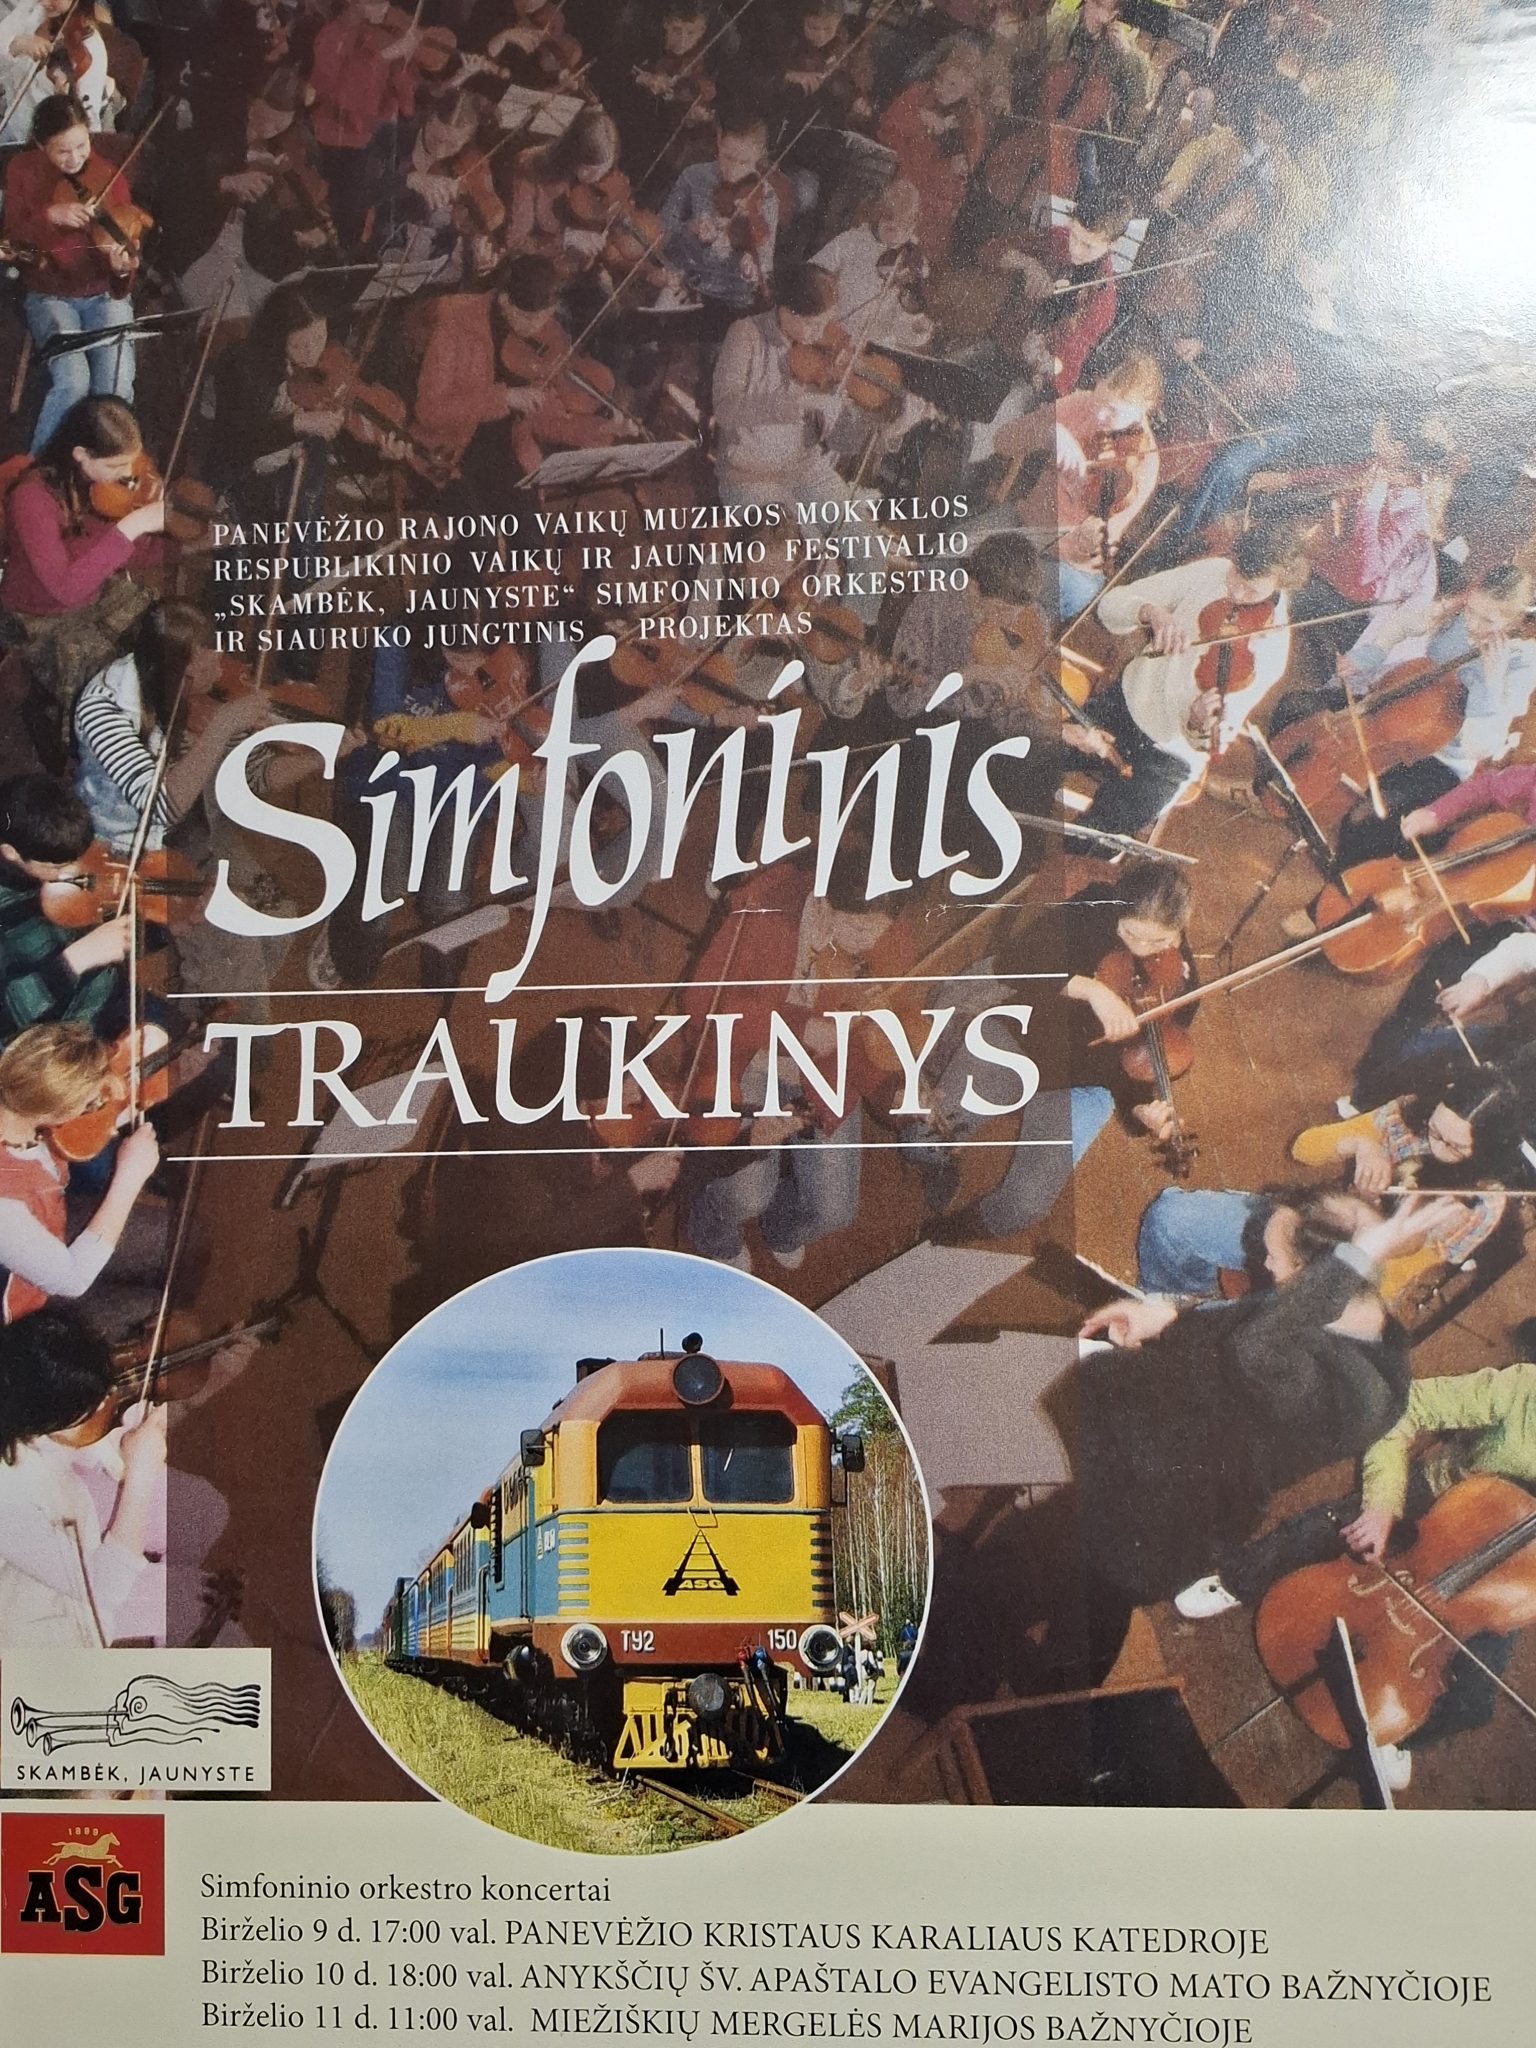 PANEVĖŽIO RAJONO VAIKŲ MUZIKOS MOKYKLOS
RESPUBLIKINIO VAIKŲ IR JAUNIMO FESTIVALIO
„SKAMBĖK, JAUNYSTE“ SIMFONINIO ORKESTRO
IR SIAURUKO JUNGTINIS PROJEKTAS
Simfoninis
TRAUKINYS
ASG
ТУ2 150
SKAMBĖK, JAUNYSTE
1899
ASG
Simfoninio orkestro koncertai
Birželio 9 d. 17:00 val. PANEVĖŽIO KRISTAUS KARALIAUS KATEDROJE
Birželio 10 d. 18:00 val. ANYKŠČIŲ ŠV. APAŠTALO EVANGELISTO MATO BAŽNYČIOJE
Birželio 11 d. 11:00 val. MIEŽIŠKIŲ MERGELĖS MARIJOS BAŽNYČIOJE